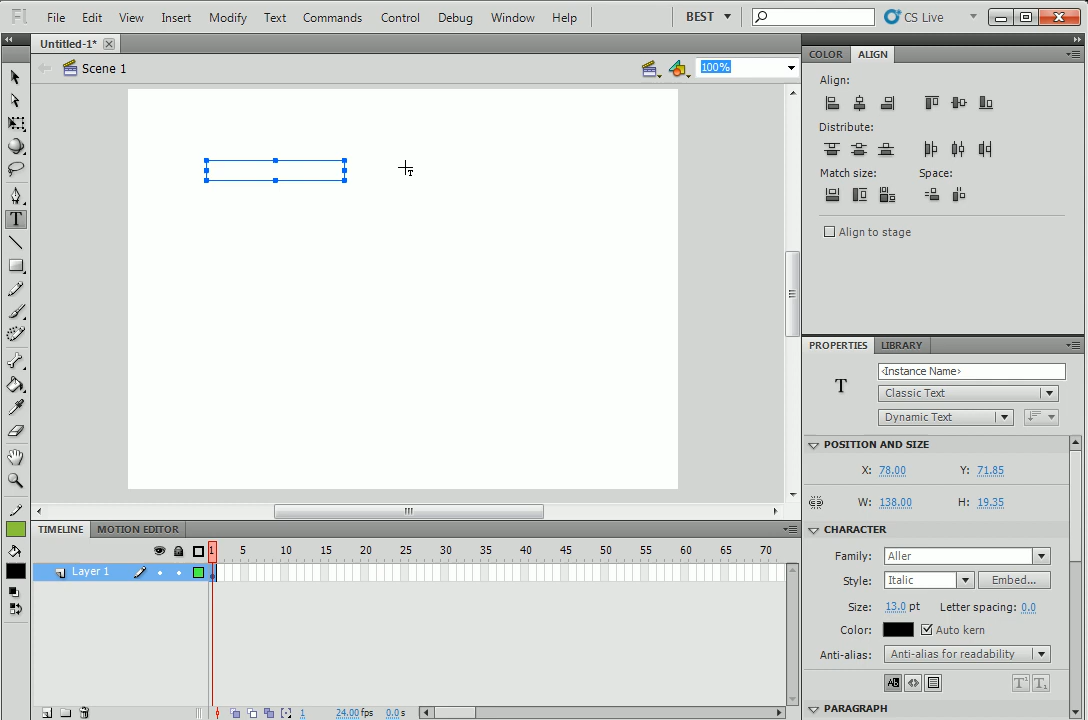 Fl File Edit View Insert Modify Text Commands Control Debug Window Help BEST CS Live
Untitled-1*
Scene 1 100%
COLOR ALIGN
Align:
Distribute:
Match size: Space:
Align to stage
PROPERTIES LIBRARY
T <Instance Name>
Classic Text
Dynamic Text
POSITION AND SIZE
X: 78.00 Y: 71.85
W: 138.00 H: 19.35
CHARACTER
Family: Aller
Style: Italic Embed...
Size: 13.0 pt Letter spacing: 0.0
Color: Auto kern
Anti-alias: Anti-alias for readability
PARAGRAPH
TIMELINE MOTION EDITOR
1 5 10 15 20 25 30 35 40 45 50 55 60 65 70
Layer 1
1 24.00 fps 0.0 s